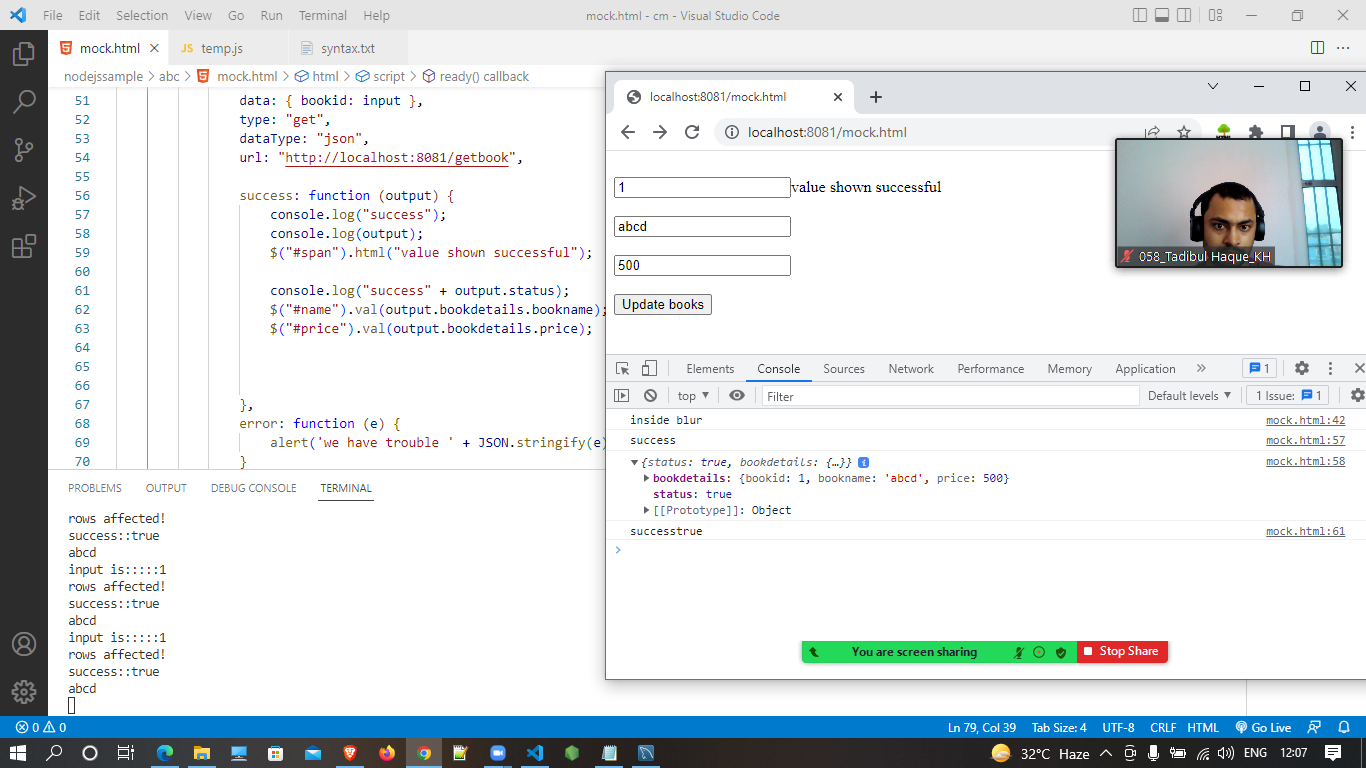 File Edit Selection View Go Run Terminal Help
mock.html - cm - Visual Studio Code
mock.html
JS temp.js
syntax.txt
nodejssample > abc > mock.html > html > script > ready() callback
51 data: { bookid: input },
52 type: "get",
53 dataType: "json",
54 url: "http://localhost:8081/getbook",
55
56 success: function (output) {
57 console.log("success");
58 console.log(output);
59 $("#span").html("value shown successful");
60
61 console.log("success" + output.status);
62 $("#name").val(output.bookdetails.bookname);
63 $("#price").val(output.bookdetails.price);
64
65
66
67 },
68 error: function (e) {
69 alert('we have trouble ' + JSON.stringify(e)
70 }
PROBLEMS OUTPUT DEBUG CONSOLE TERMINAL
rows affected!
success::true
abcd
input is:::::1
rows affected!
success::true
abcd
input is:::::1
rows affected!
success::true
abcd
localhost:8081/mock.html
localhost:8081/mock.html
1 value shown successful
abcd
500
Update books
058_Tadibul Haque_KH
Elements Console Sources Network Performance Memory Application » 1
top ▼ Filter Default levels ▼ 1 Issue: 1
inside blur mock.html:42
success mock.html:57
{status: true, bookdetails: {…}} i mock.html:58
bookdetails: {bookid: 1, bookname: 'abcd', price: 500}
status: true
[[Prototype]]: Object
successtrue mock.html:61
You are screen sharing Stop Share
0 0 Ln 79, Col 39 Tab Size: 4 UTF-8 CRLF HTML Go Live
32°C Haze ENG 12:07